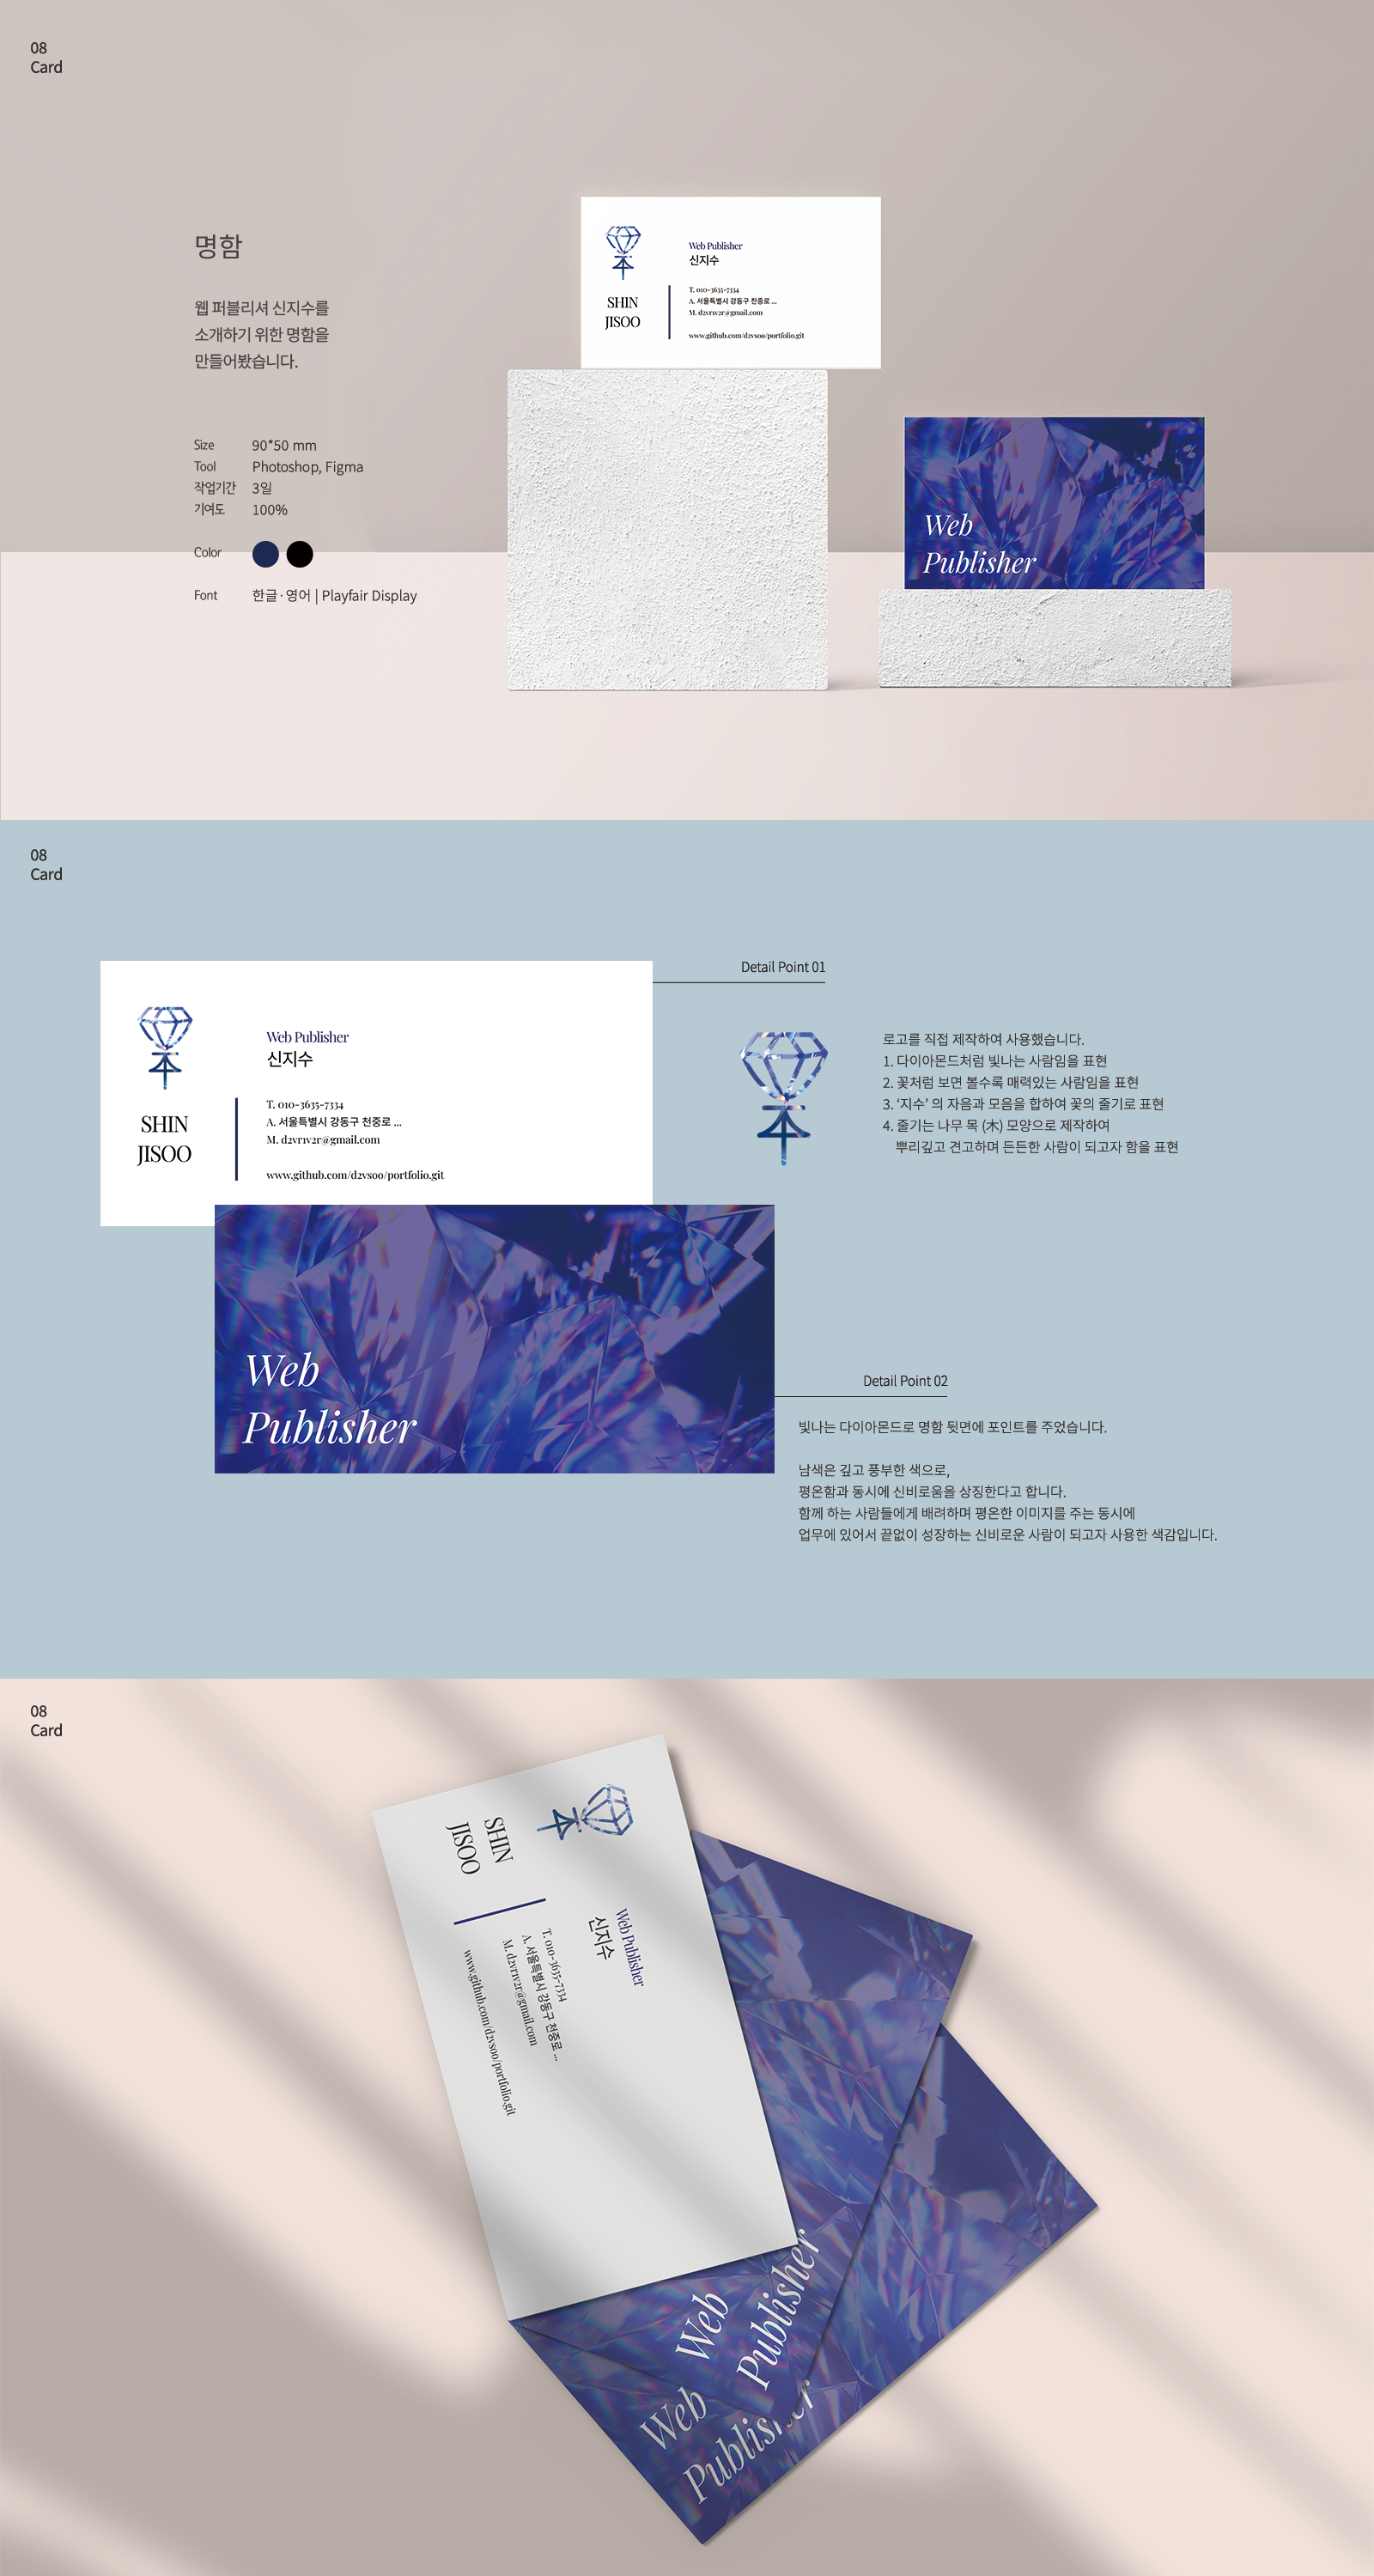 08
Card
명함
웹 퍼블리셔 신지수를
소개하기 위한 명함을
만들어봤습니다.
Size 90*50 mm
Tool Photoshop, Figma
작업기간 3일
기여도 100%
Color
Font 한글·영어 | Playfair Display
SHIN
JISOO
Web Publisher
신지수
T. 010-3635-7334
A. 서울특별시 강동구 천중로 ...
M. d2vr1v2r@gmail.com
www.github.com/d2vsoo/portfolio.git
Web
Publisher
08
Card
SHIN
JISOO
Web Publisher
신지수
T. 010-3635-7334
A. 서울특별시 강동구 천중로 ...
M. d2vr1v2r@gmail.com
www.github.com/d2vsoo/portfolio.git
Detail Point 01
로고를 직접 제작하여 사용했습니다.
1. 다이아몬드처럼 빛나는 사람임을 표현
2. 꽃처럼 보면 볼수록 매력있는 사람임을 표현
3. ‘지수’ 의 자음과 모음을 합하여 꽃의 줄기로 표현
4. 줄기는 나무 목 (木) 모양으로 제작하여
뿌리깊고 견고하며 든든한 사람이 되고자 함을 표현
Web
Publisher
Detail Point 02
빛나는 다이아몬드로 명함 뒷면에 포인트를 주었습니다.
남색은 깊고 풍부한 색으로,
평온함과 동시에 신비로움을 상징한다고 합니다.
함께 하는 사람들에게 배려하며 평온한 이미지를 주는 동시에
업무에 있어서 끝없이 성장하는 신비로운 사람이 되고자 사용한 색감입니다.
08
Card
SHIN
JISOO
Web Publisher
신지수
T. 010-3635-7334
A. 서울특별시 강동구 천중로 ...
M. d2vr1v2r@gmail.com
www.github.com/d2vsoo/portfolio.git
Web
Publisher
Web
Publisher